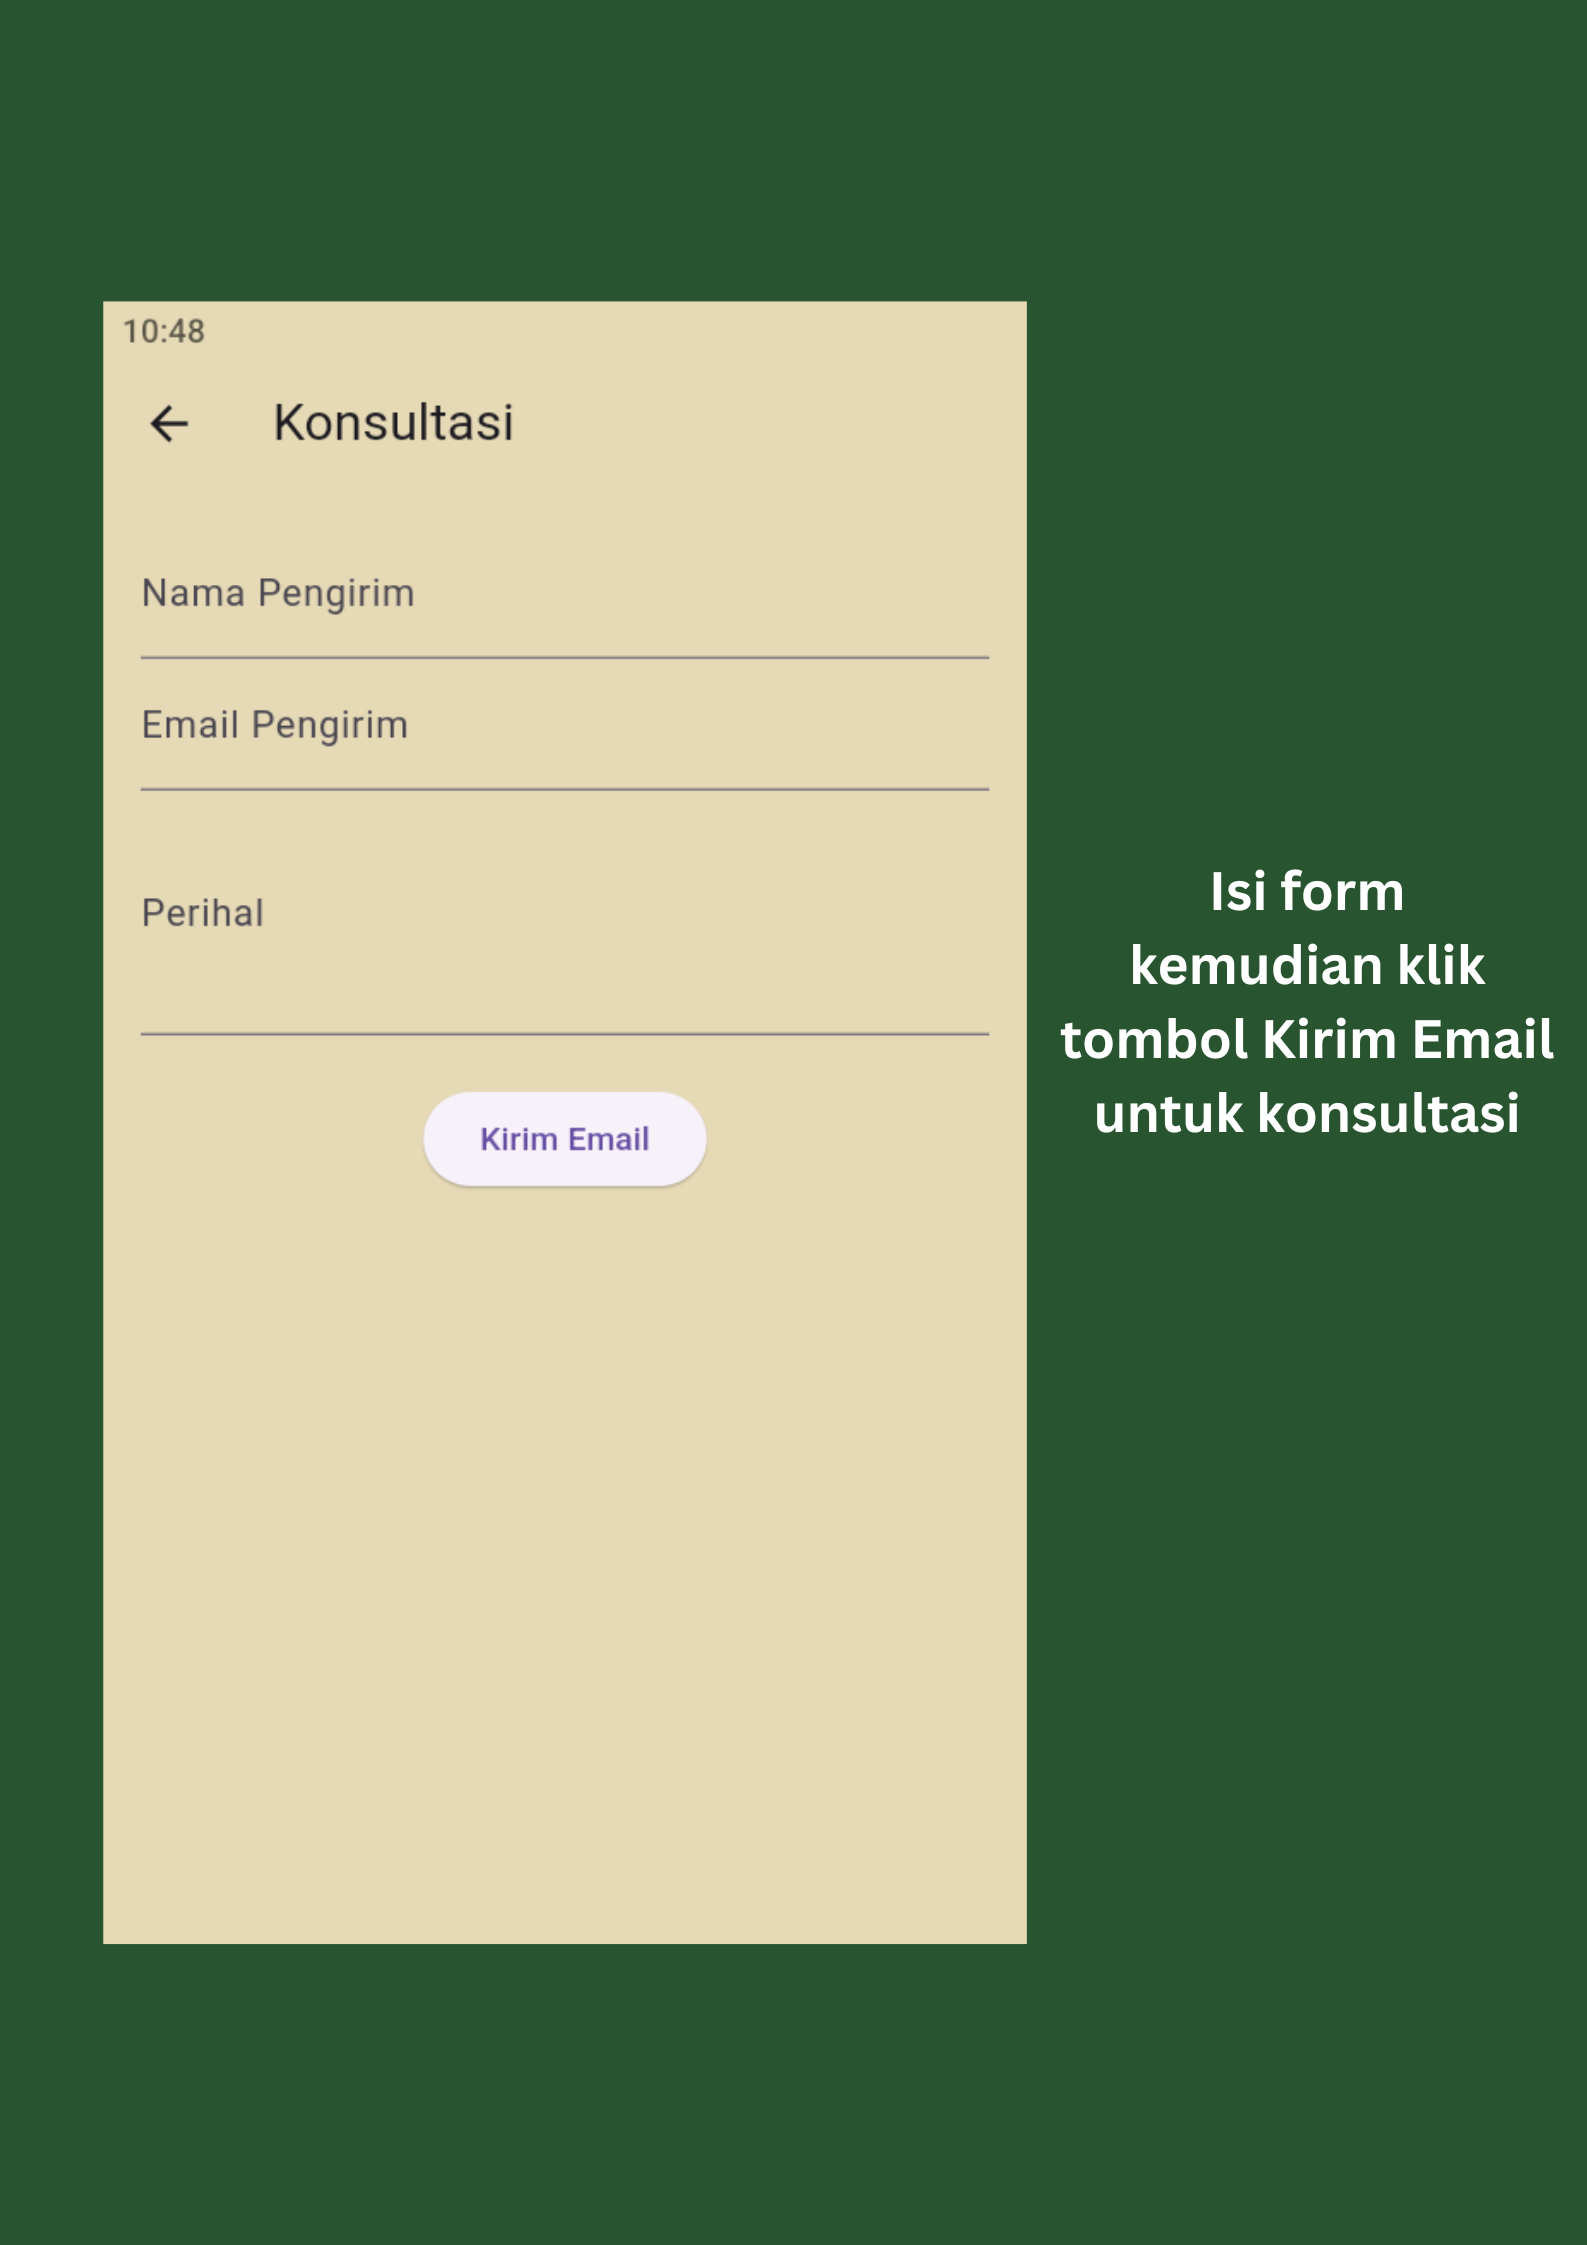 10:48
Konsultasi
Nama Pengirim
Email Pengirim
Perihal
Kirim Email
Isi form
kemudian klik
tombol Kirim Email
untuk konsultasi